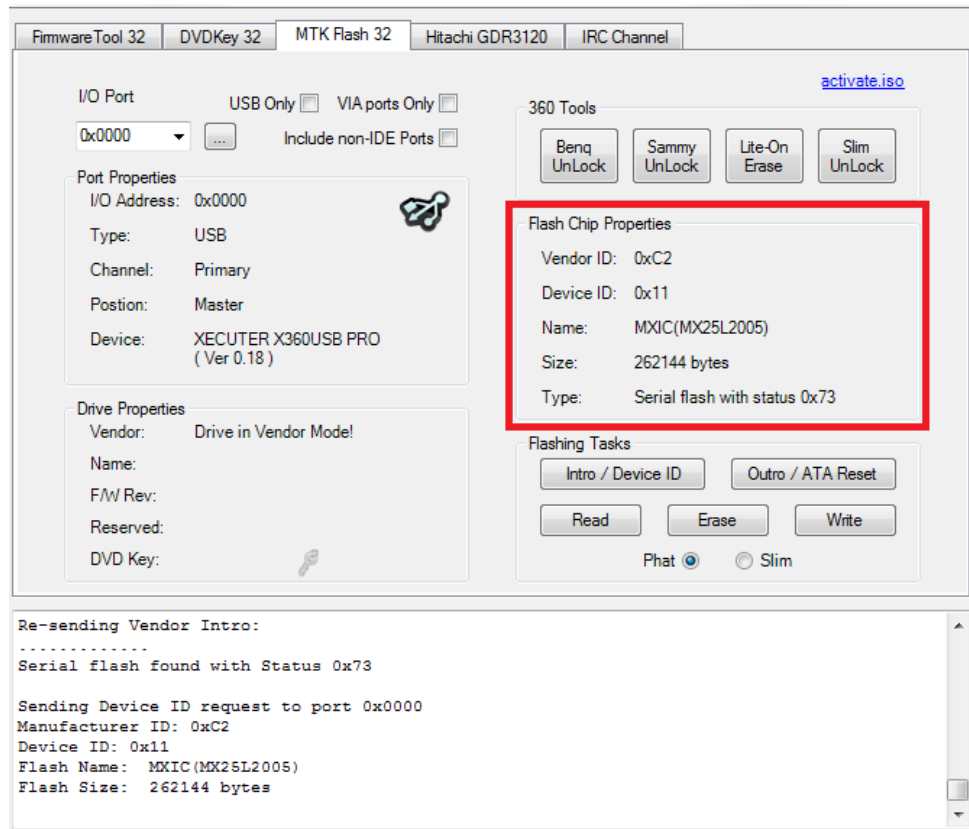 FirmwareTool 32 DVDKey 32 MTK Flash 32 Hitachi GDR3120 IRC Channel
activate.iso
I/O Port
USB Only VIA ports Only
0x0000 ...
Include non-IDE Ports
Port Properties
I/O Address: 0x0000
Type: USB
Channel: Primary
Postion: Master
Device: XECUTER X360USB PRO
( Ver 0.18 )
Drive Properties
Vendor: Drive in Vendor Mode!
Name:
F/W Rev:
Reserved:
DVD Key:
360 Tools
Benq UnLock
Sammy UnLock
Lite-On Erase
Slim UnLock
Flash Chip Properties
Vendor ID: 0xC2
Device ID: 0x11
Name: MXIC(MX25L2005)
Size: 262144 bytes
Type: Serial flash with status 0x73
Flashing Tasks
Intro / Device ID Outro / ATA Reset
Read Erase Write
Phat Slim
Re-sending Vendor Intro:
.............
Serial flash found with Status 0x73
Sending Device ID request to port 0x0000
Manufacturer ID: 0xC2
Device ID: 0x11
Flash Name: MXIC(MX25L2005)
Flash Size: 262144 bytes